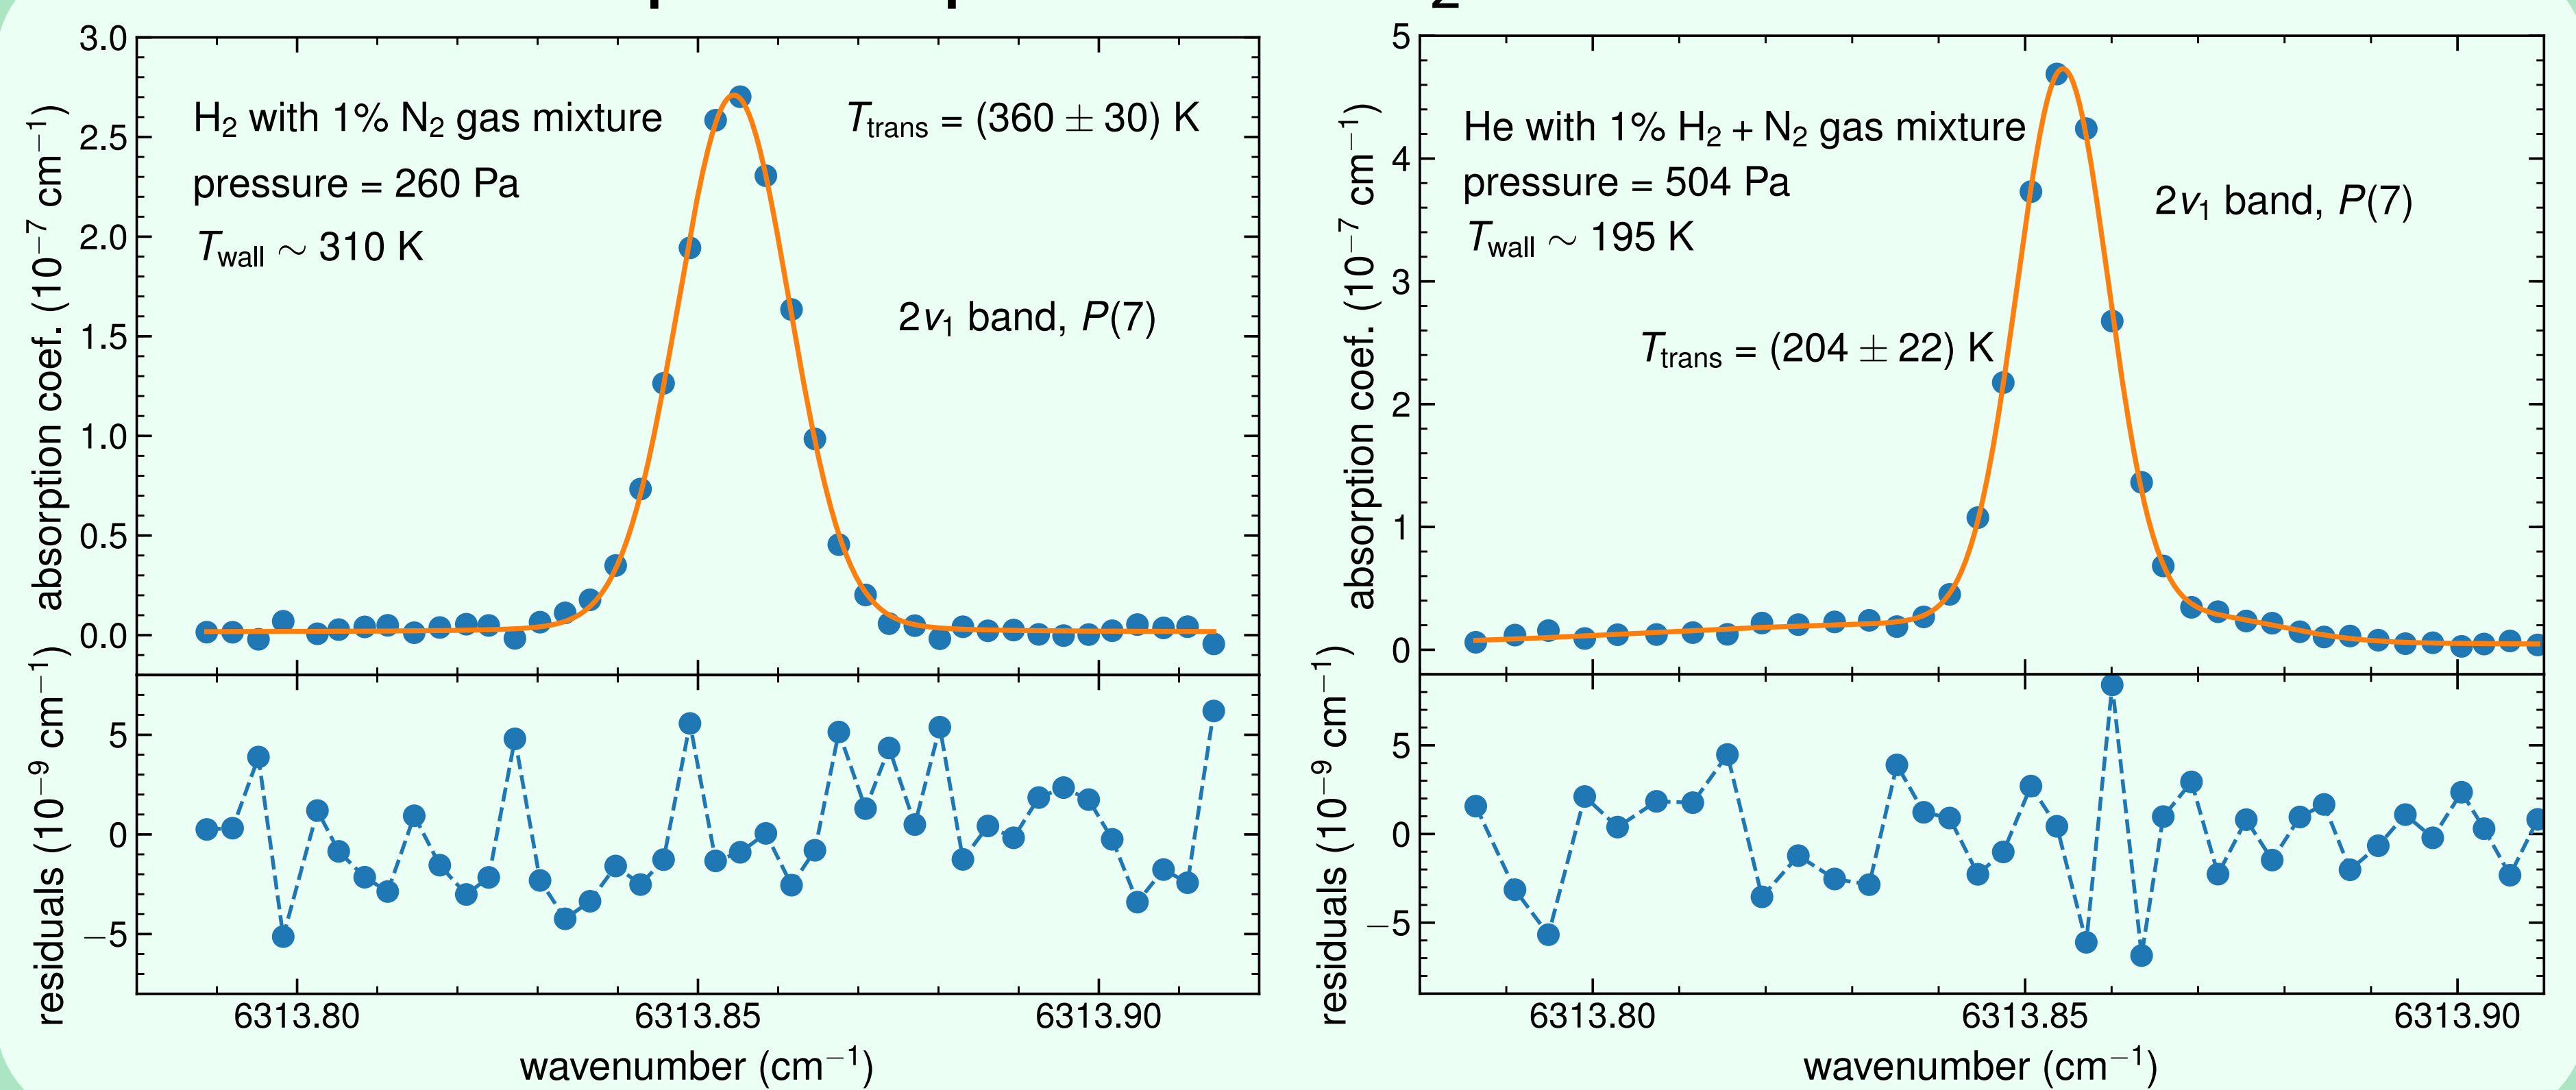 3.0
2.5
2.0
1.5
1.0
0.5
0.0
absorption coef. (10⁻⁷ cm⁻¹)
H₂ with 1% N₂ gas mixture
pressure = 260 Pa
T_wall ∼ 310 K
T_trans = (360 ± 30) K
2ν₁ band, P(7)
5
0
−5
residuals (10⁻⁹ cm⁻¹)
6313.80 6313.85 6313.90
wavenumber (cm⁻¹)
5
4
3
2
1
0
absorption coef. (10⁻⁷ cm⁻¹)
He with 1% H₂ + N₂ gas mixture
pressure = 504 Pa
T_wall ∼ 195 K
2ν₁ band, P(7)
T_trans = (204 ± 22) K
5
0
−5
residuals (10⁻⁹ cm⁻¹)
6313.80 6313.85 6313.90
wavenumber (cm⁻¹)